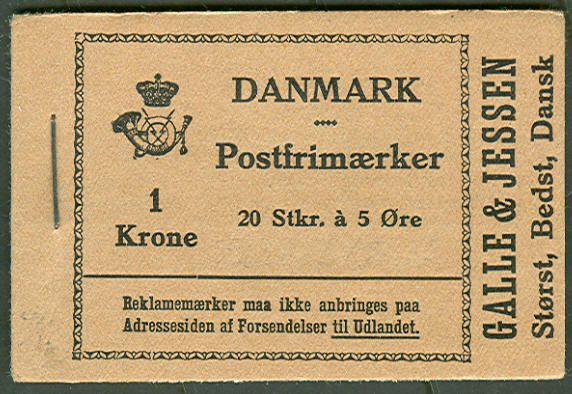 DANMARK
Postfrimærker
1
Krone
20 Stkr. à 5 Øre
Reklamemærker maa ikke anbringes paa
Adressesiden af Forsendelser til Udlandet.
GALLE & JESSEN
Størst, Bedst, Dansk